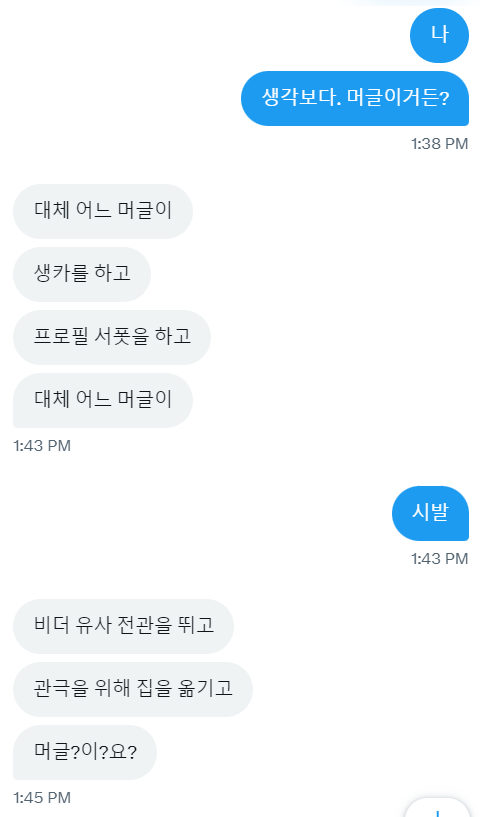 나
생각보다. 머글이거든?
1:38 PM
대체 어느 머글이
생카를 하고
프로필 서폿을 하고
대체 어느 머글이
1:43 PM
시발
1:43 PM
비더 유사 전관을 뛰고
관극을 위해 집을 옮기고
머글?이?요?
1:45 PM